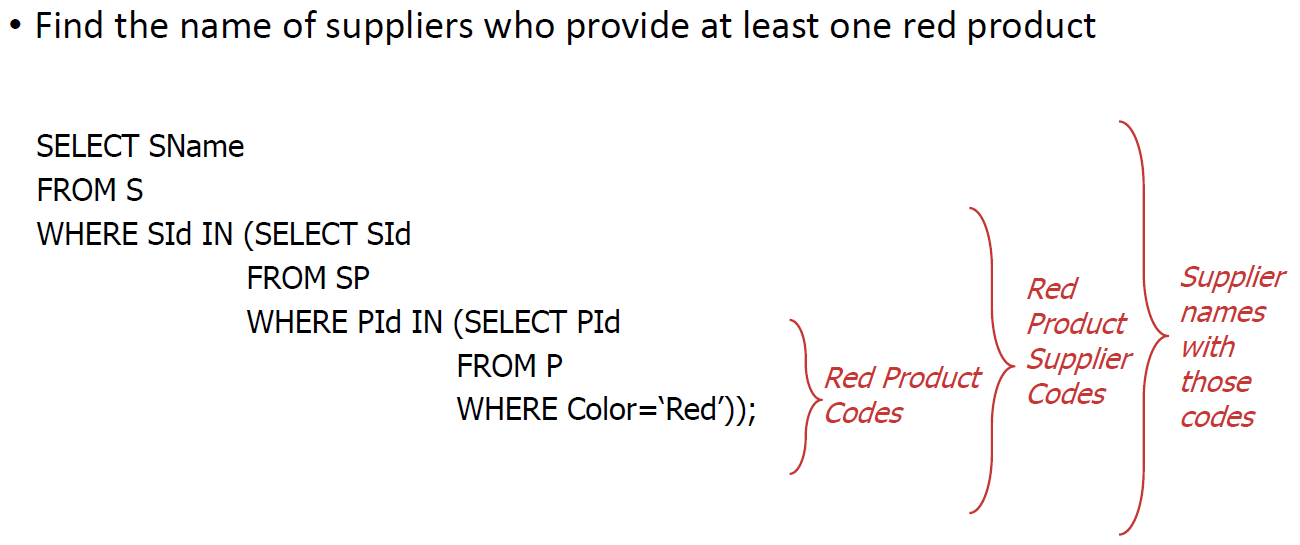 • Find the name of suppliers who provide at least one red product
SELECT SName
FROM S
WHERE SId IN (SELECT SId
FROM SP
WHERE PId IN (SELECT PId
FROM P
WHERE Color=‘Red’));
Red Product
Codes
Red
Product
Supplier
Codes
Supplier
names
with
those
codes